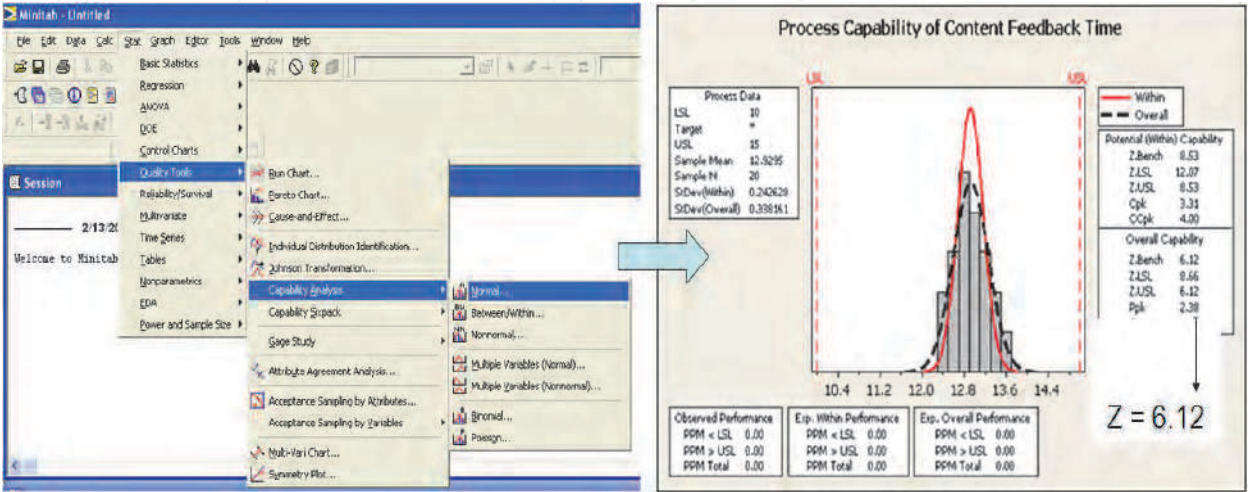 Minitab - Untitled
File Edit Data Calc Stat Graph Editor Tools Window Help
Basic Statistics
Regression
ANOVA
DOE
Control Charts
Quality Tools
Reliability/Survival
Multivariate
Time Series
Tables
Nonparametrics
EDA
Power and Sample Size
Session
2/13/20
Welcome to Minitab
Run Chart...
Pareto Chart...
Cause-and-Effect...
Individual Distribution Identification...
Johnson Transformation...
Capability Analysis
Capability Sixpack
Gage Study
Attribute Agreement Analysis...
Acceptance Sampling by Attributes...
Acceptance Sampling by Variables
Multi-Vari Chart...
Symmetry Plot...
Normal...
Between/Within...
Nonnormal...
Multiple Variables (Normal)...
Multiple Variables (Nonnormal)...
Binomial...
Poisson...
Process Capability of Content Feedback Time
LSL USL
Process Data
LSL 10
Target *
USL 15
Sample Mean 12.9295
Sample N 20
StDev(Within) 0.242628
StDev(Overall) 0.338161
Within
Overall
Potential (Within) Capability
Z.Bench 8.53
Z.LSL 12.07
Z.USL 8.53
Cpk 3.31
CCpk 4.00
Overall Capability
Z.Bench 6.12
Z.LSL 8.66
Z.USL 6.12
Ppk 2.38
10.4 11.2 12.0 12.8 13.6 14.4
Z = 6.12
Observed Performance
PPM < LSL 0.00
PPM > USL 0.00
PPM Total 0.00
Exp. Within Performance
PPM < LSL 0.00
PPM > USL 0.00
PPM Total 0.00
Exp. Overall Performance
PPM < LSL 0.00
PPM > USL 0.00
PPM Total 0.00